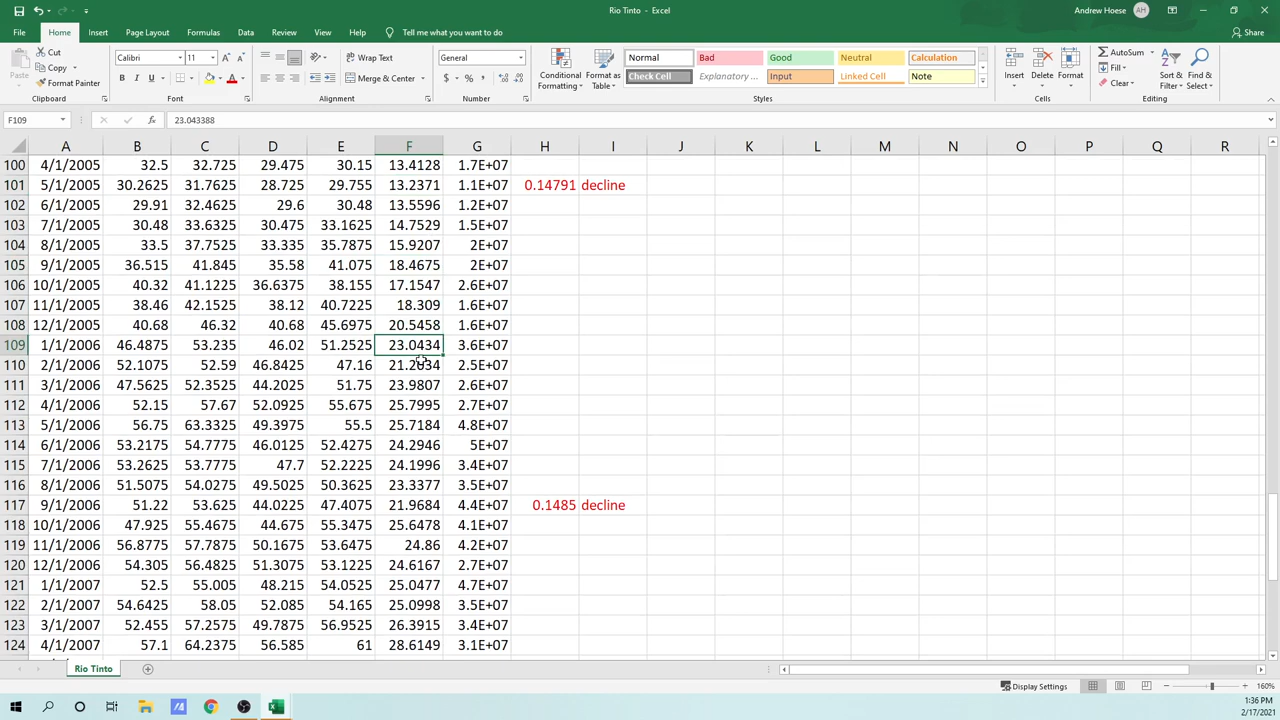 Rio Tinto - Excel
Andrew Hoese AH
File Home Insert Page Layout Formulas Data Review View Help Tell me what you want to do Share
Cut
Copy
Format Painter
Paste
Clipboard
Calibri 11
B I U
Font
Wrap Text
Merge & Center
Alignment
General
$ % ,
Number
Conditional Formatting
Format as Table
Normal Bad Good Neutral Calculation
Check Cell Explanatory ... Input Linked Cell Note
Styles
Insert Delete Format
Cells
AutoSum
Fill
Clear
Sort & Filter
Find & Select
Editing
F109 fx 23.043388
A B C D E F G H I J K L M N O P Q R
100 4/1/2005 32.5 32.725 29.475 30.15 13.4128 1.7E+07
101 5/1/2005 30.2625 31.7625 28.725 29.755 13.2371 1.1E+07 0.14791 decline
102 6/1/2005 29.91 32.4625 29.6 30.48 13.5596 1.2E+07
103 7/1/2005 30.48 33.6325 30.475 33.1625 14.7529 1.5E+07
104 8/1/2005 33.5 37.7525 33.335 35.7875 15.9207 2E+07
105 9/1/2005 36.515 41.845 35.58 41.075 18.4675 2E+07
106 10/1/2005 40.32 41.1225 36.6375 38.155 17.1547 2.6E+07
107 11/1/2005 38.46 42.1525 38.12 40.7225 18.309 1.6E+07
108 12/1/2005 40.68 46.32 40.68 45.6975 20.5458 1.6E+07
109 1/1/2006 46.4875 53.235 46.02 51.2525 23.0434 3.6E+07
110 2/1/2006 52.1075 52.59 46.8425 47.16 2.5E+07
111 3/1/2006 47.5625 52.3525 44.2025 51.75 23.9807 2.6E+07
112 4/1/2006 52.15 57.67 52.0925 55.675 25.7995 2.7E+07
113 5/1/2006 56.75 63.3325 49.3975 55.5 25.7184 4.8E+07
114 6/1/2006 53.2175 54.7775 46.0125 52.4275 24.2946 5E+07
115 7/1/2006 53.2625 53.7775 47.7 52.2225 24.1996 3.4E+07
116 8/1/2006 51.5075 54.0275 49.5025 50.3625 23.3377 3.5E+07
117 9/1/2006 51.22 53.625 44.0225 47.4075 21.9684 4.4E+07 0.1485 decline
118 10/1/2006 47.925 55.4675 44.675 55.3475 25.6478 4.1E+07
119 11/1/2006 56.8775 57.7875 50.1675 53.6475 24.86 4.2E+07
120 12/1/2006 54.305 56.4825 51.3075 53.1225 24.6167 2.7E+07
121 1/1/2007 52.5 55.005 48.215 54.0525 25.0477 4.7E+07
122 2/1/2007 54.6425 58.05 52.085 54.165 25.0998 3.5E+07
123 3/1/2007 52.455 57.2575 49.7875 56.9525 26.3915 3.4E+07
124 4/1/2007 57.1 64.2375 56.585 61 28.6149 3.1E+07
Rio Tinto
Display Settings 160%
1:36 PM
2/17/2021